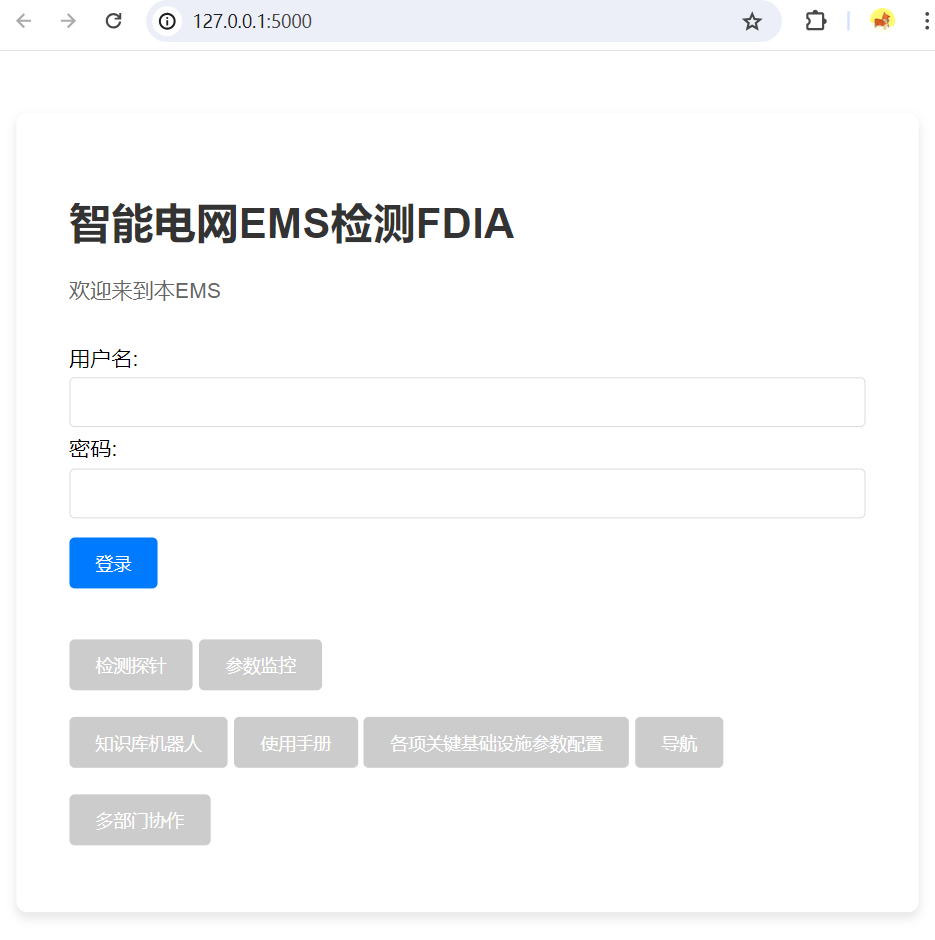 127.0.0.1:5000
智能电网EMS检测FDIA
欢迎来到本EMS
用户名:
密码:
登录
检测探针 参数监控
知识库机器人 使用手册 各项关键基础设施参数配置 导航
多部门协作